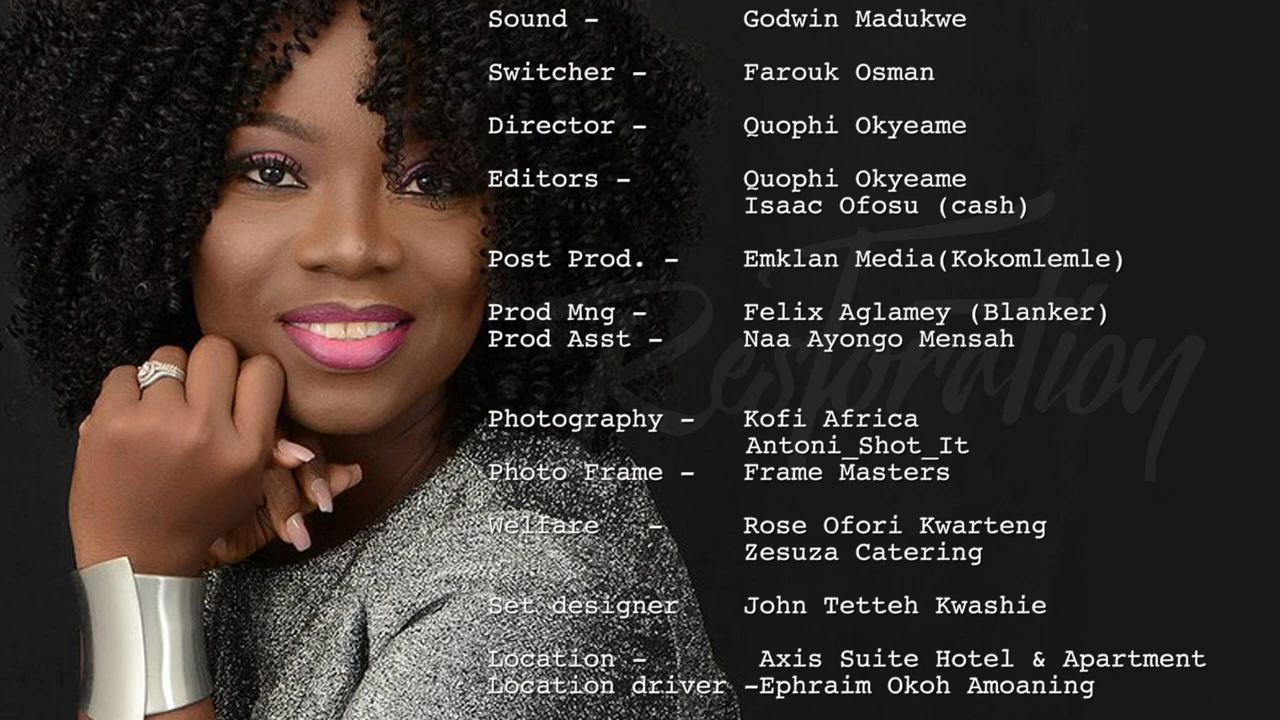 Sound - Godwin Madukwe
Switcher - Farouk Osman
Director - Quophi Okyeame
Editors - Quophi Okyeame
Isaac Ofosu (cash)
Post Prod. - Emklan Media(Kokomlemle)
Prod Mng - Felix Aglamey (Blanker)
Prod Asst - Naa Ayongo Mensah
Restoration
Photography - Kofi Africa
Antoni_Shot_It
Photo Frame - Frame Masters
Welfare - Rose Ofori Kwarteng
Zesuza Catering
Set designer John Tetteh Kwashie
Location - Axis Suite Hotel & Apartment
Location driver -Ephraim Okoh Amoaning